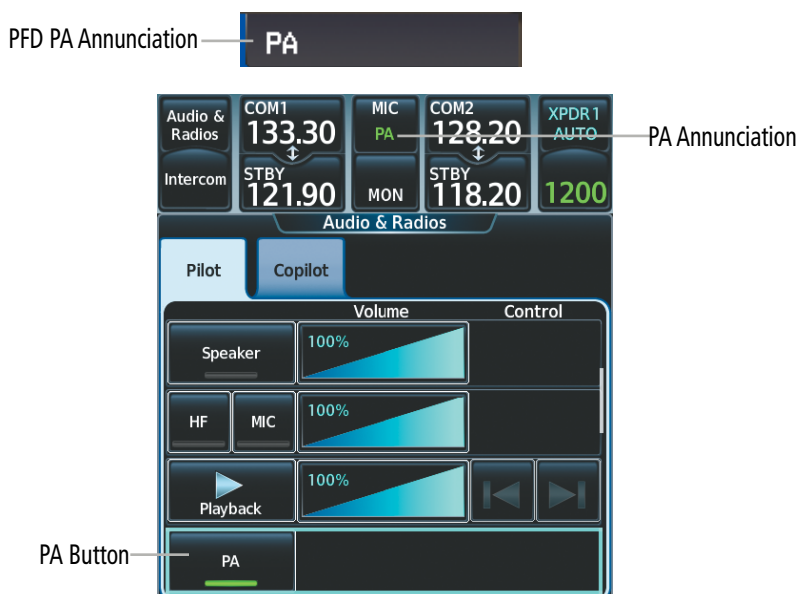 PFD PA Annunciation
PA
Audio & Radios
COM1
133.30
MIC
PA
COM2
128.20
XPDR1
AUTO
PA Annunciation
Intercom
STBY
121.90
MON
STBY
118.20
1200
Audio & Radios
Pilot
Copilot
Volume
Control
Speaker
100%
HF
MIC
100%
Playback
100%
PA Button
PA